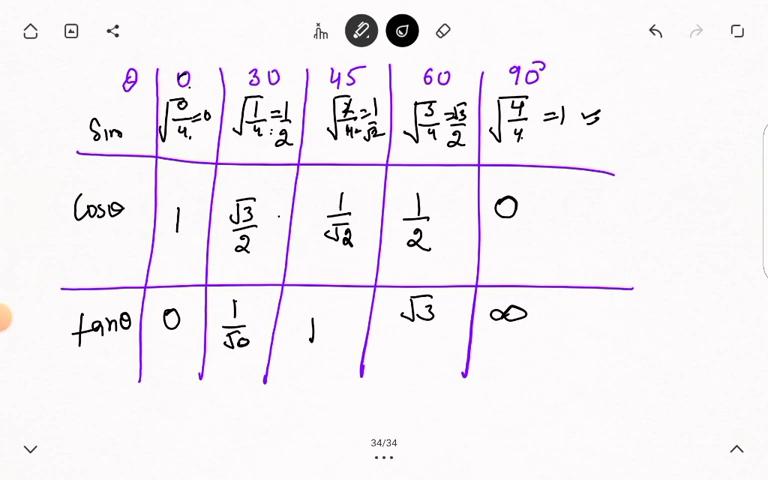 θ 0 30 45 60 90°
Sin √0/4=0 √1/4=1/2 √2/4=1/√2 √3/4=√3/2 √4/4=1
Cosθ 1 √3/2 1/√2 1/2 0
tanθ 0 1/√0 1 √3 ∞
34/34